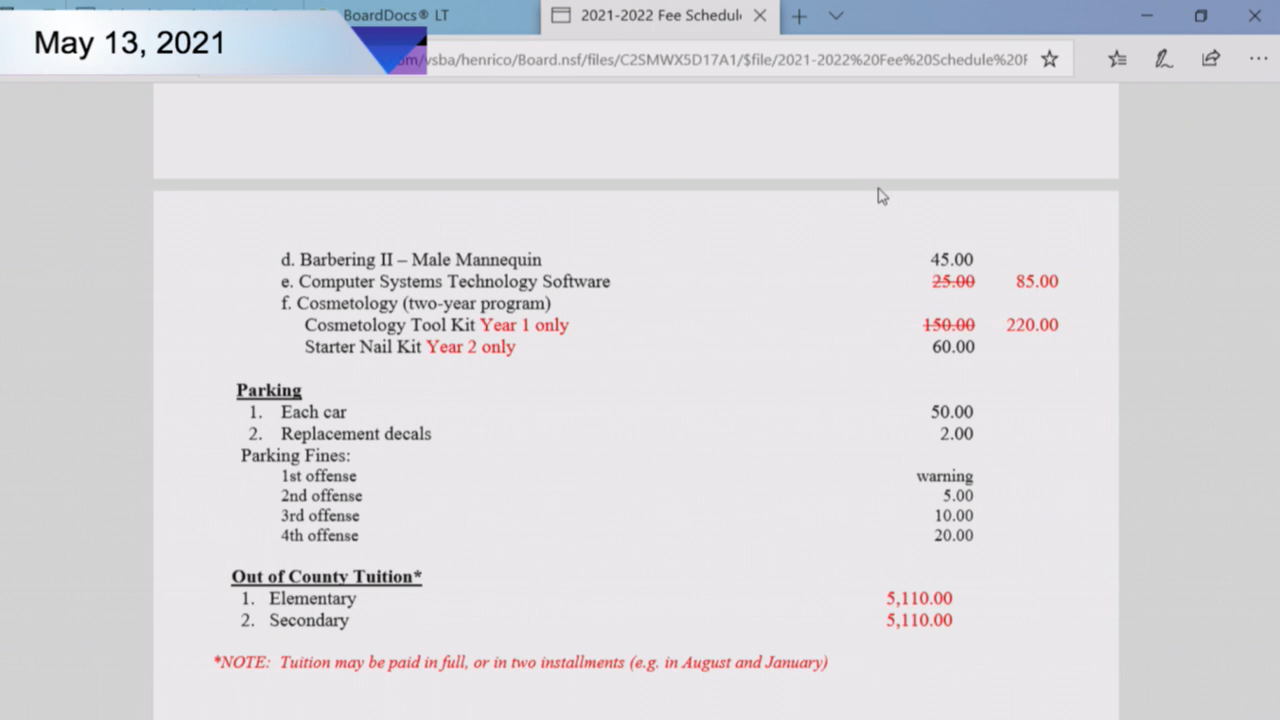 BoardDocs® LT
2021-2022 Fee Schedul
May 13, 2021
om/vsba/henrico/Board.nsf/files/C2SMWX5D17A1/$file/2021-2022%20Fee%20Schedule%20F
d. Barbering II – Male Mannequin 45.00
e. Computer Systems Technology Software 25.00 85.00
f. Cosmetology (two-year program)
Cosmetology Tool Kit Year 1 only 150.00 220.00
Starter Nail Kit Year 2 only 60.00
Parking
1. Each car 50.00
2. Replacement decals 2.00
Parking Fines:
1st offense warning
2nd offense 5.00
3rd offense 10.00
4th offense 20.00
Out of County Tuition*
1. Elementary 5,110.00
2. Secondary 5,110.00
*NOTE: Tuition may be paid in full, or in two installments (e.g. in August and January)